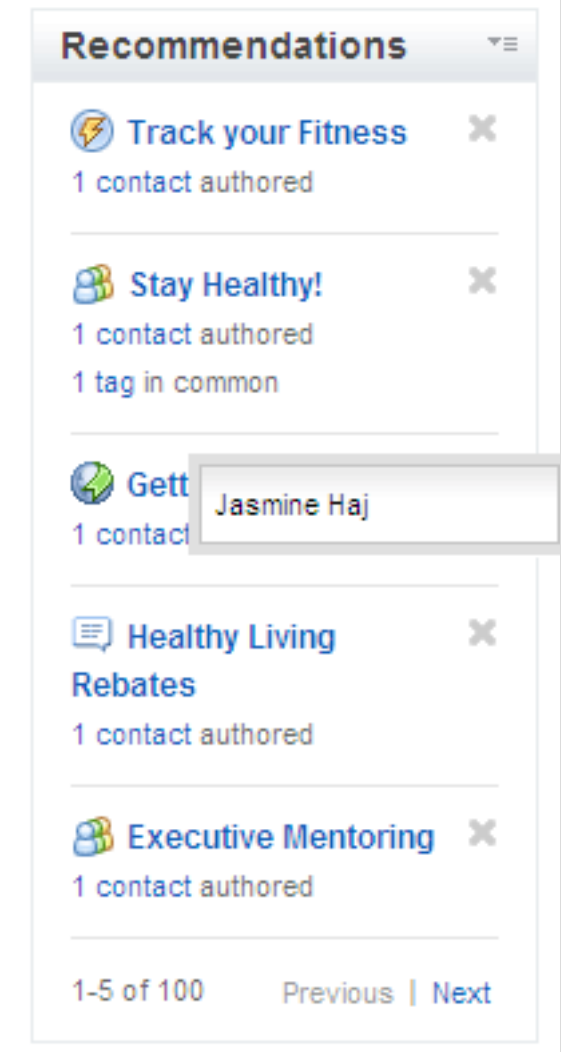 Recommendations
Track your Fitness
1 contact authored
Stay Healthy!
1 contact authored
1 tag in common
Jasmine Haj
1 contact
Healthy Living
Rebates
1 contact authored
Executive Mentoring
1 contact authored
1-5 of 100 Previous | Next